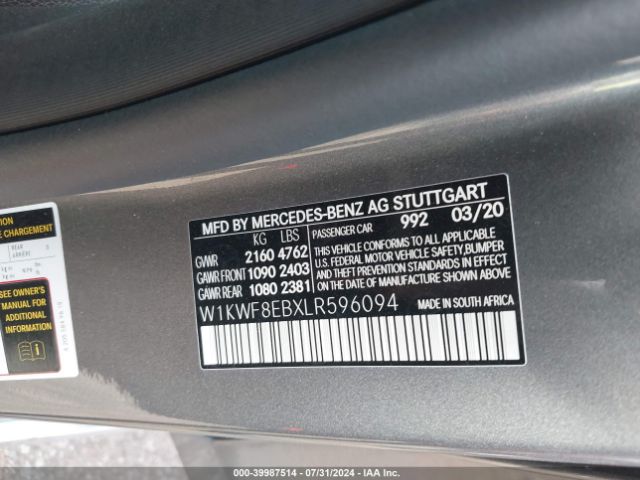 MFD BY MERCEDES-BENZ AG STUTTGART
KG LBS
PASSENGER CAR 992 03/20
GVWR 2160 4762
GAWR FRONT 1090 2403
GAWR REAR 1080 2381
THIS VEHICLE CONFORMS TO ALL APPLICABLE
U.S. FEDERAL MOTOR VEHICLE SAFETY,BUMPER
AND THEFT PREVENTION STANDARDS IN EFFECT
ON THE DATE OF MANUFACTURE SHOWN ABOVE.
W1KWF8EBXLR596094 MADE IN SOUTH AFRICA
CHARGEMENT
REAR
ARRIÈRE
SEE OWNER'S
MANUAL FOR
000-39987514 / 07/31/2024 - IAA Inc.